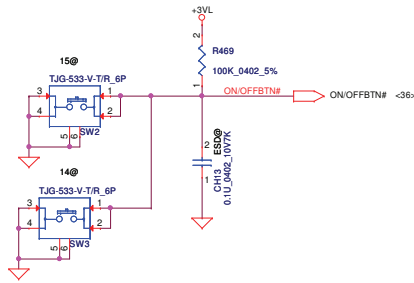 +3VL
2
R469
100K_0402_5%
1
15@
TJG-533-V-T/R_6P
3
1
4
2
5
6
SW2
ON/OFFBTN#
ON/OFFBTN# <36>
2
1
CH13
ESD@
0.1U_0402_10V7K
14@
TJG-533-V-T/R_6P
3
1
4
2
5
6
SW3